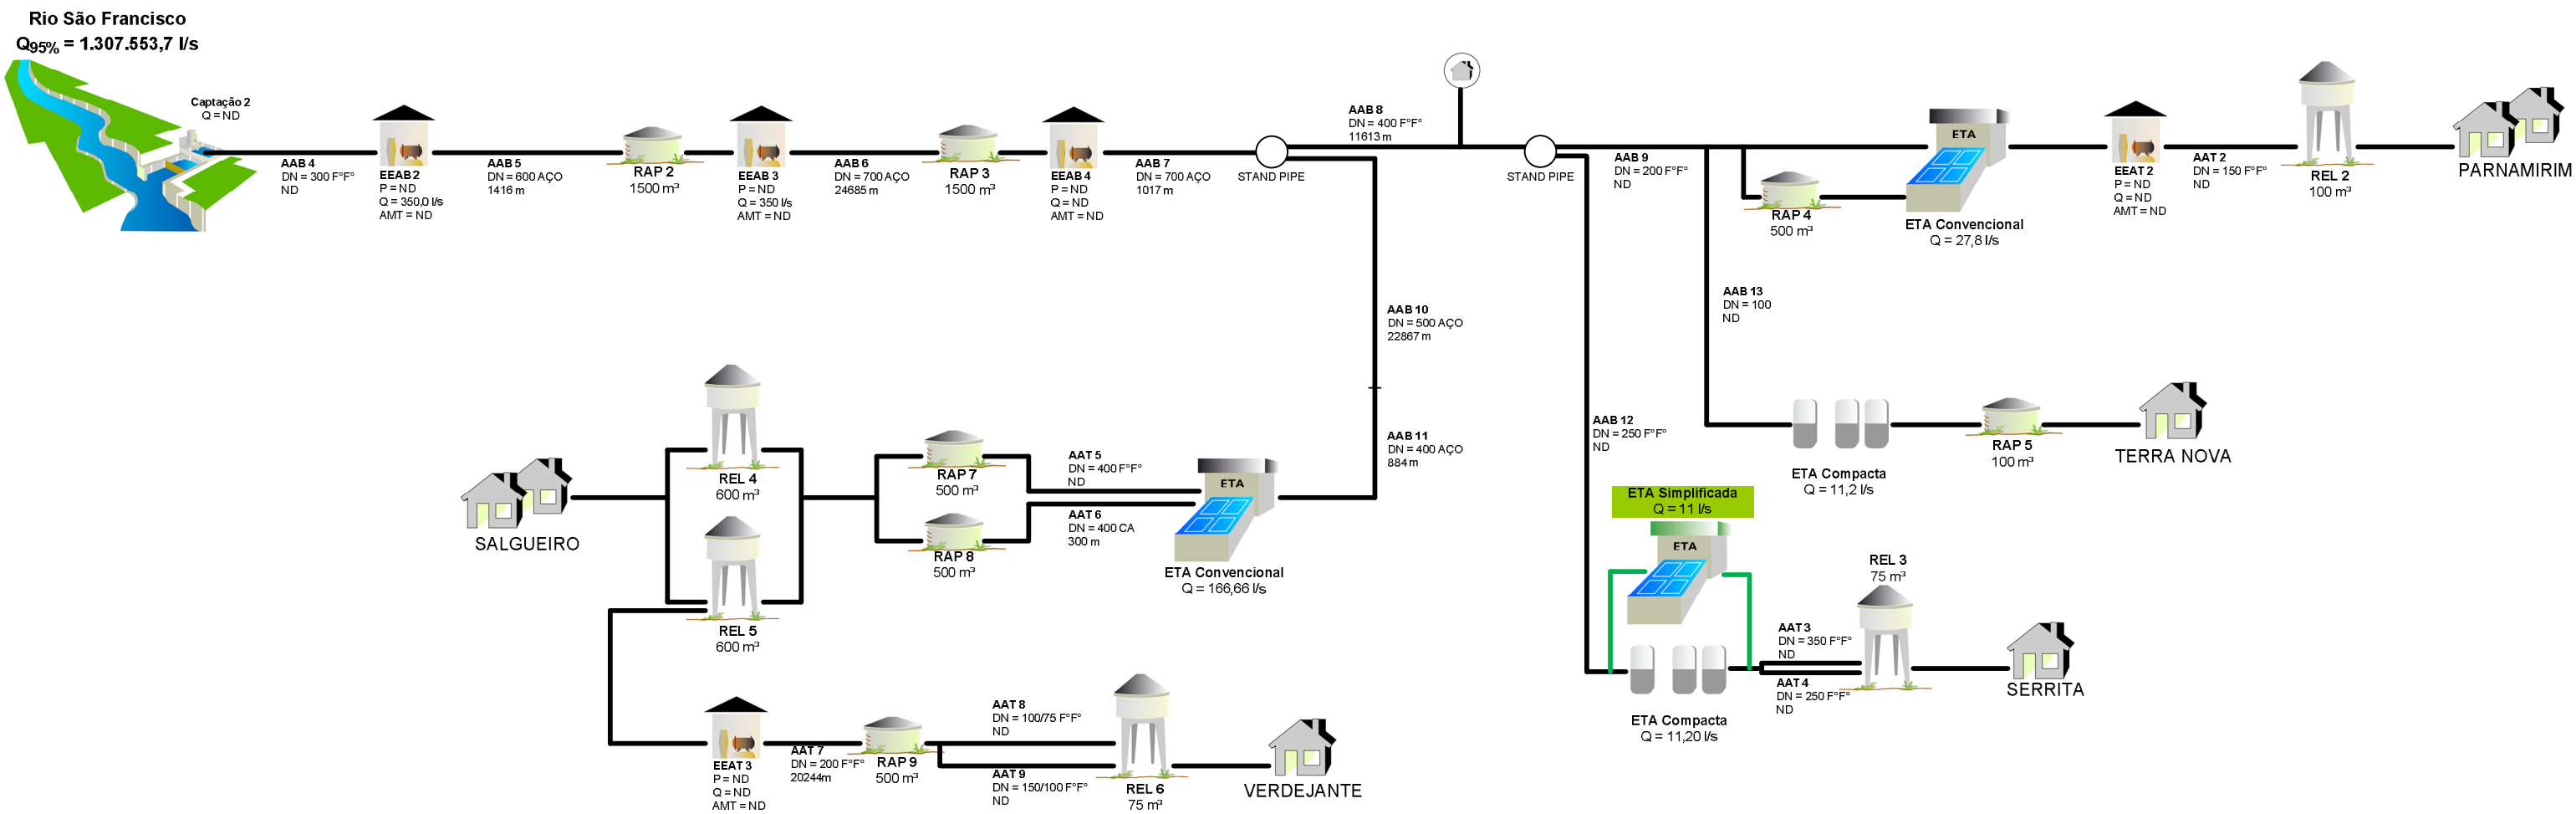 Rio São Francisco
Q95% = 1.307.553,7 l/s
Captação 2
Q = ND
AAB 4
DN = 300 FºFº
ND
EEAB 2
P = ND
Q = 350,0 l/s
AMT = ND
AAB 5
DN = 600 AÇO
1416 m
RAP 2
1500 m³
EEAB 3
P = ND
Q = 350 l/s
AMT = ND
AAB 6
DN = 700 AÇO
24685 m
RAP 3
1500 m³
EEAB 4
P = ND
Q = ND
AMT = ND
AAB 7
DN = 700 AÇO
1017 m
STAND PIPE
AAB 8
DN = 400 FºFº
11613 m
STAND PIPE
AAB 9
DN = 200 FºFº
ND
RAP 4
500 m³
ETA
ETA Convencional
Q = 27,8 l/s
EEAT 2
P = ND
Q = ND
AMT = ND
AAT 2
DN = 150 FºFº
ND
REL 2
100 m³
PARNAMIRIM
AAB 10
DN = 500 AÇO
22867 m
AAB 13
DN = 100
ND
AAB 11
DN = 400 AÇO
884 m
AAB 12
DN = 250 FºFº
ND
ETA Compacta
Q = 11,2 l/s
RAP 5
100 m³
TERRA NOVA
SALGUEIRO
REL 4
600 m³
REL 5
600 m³
RAP 7
500 m³
RAP 8
500 m³
AAT 5
DN = 400 FºFº
ND
AAT 6
DN = 400 CA
300 m
ETA
ETA Convencional
Q = 166,66 l/s
ETA Simplificada
Q = 11 l/s
ETA
ETA Compacta
Q = 11,20 l/s
AAT 3
DN = 350 FºFº
ND
AAT 4
DN = 250 FºFº
ND
REL 3
75 m³
SERRITA
EEAT 3
P = ND
Q = ND
AMT = ND
AAT 7
DN = 200 FºFº
20244m
RAP 9
500 m³
AAT 8
DN = 100/75 FºFº
ND
AAT 9
DN = 150/100 FºFº
ND
REL 6
75 m³
VERDEJANTE